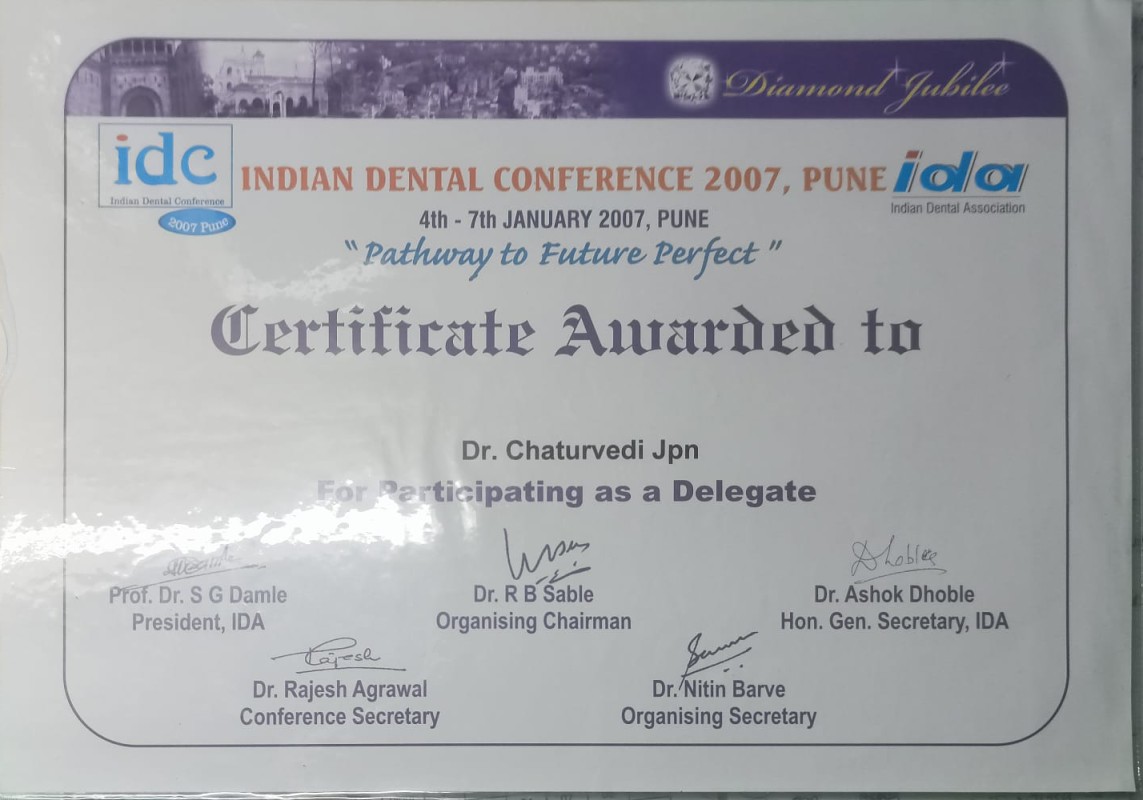 Diamond Jubilee
idc
Indian Dental Conference
2007 Pune
INDIAN DENTAL CONFERENCE 2007, PUNE
ida
Indian Dental Association
4th - 7th JANUARY 2007, PUNE
"Pathway to Future Perfect"
Certificate Awarded to
Dr. Chaturvedi Jpn
For Participating as a Delegate
Dhoble
Prof. Dr. S G Damle
President, IDA
Dr. R B Sable
Organising Chairman
Dr. Ashok Dhoble
Hon. Gen. Secretary, IDA
Rajesh
Dr. Rajesh Agrawal
Conference Secretary
Dr. Nitin Barve
Organising Secretary